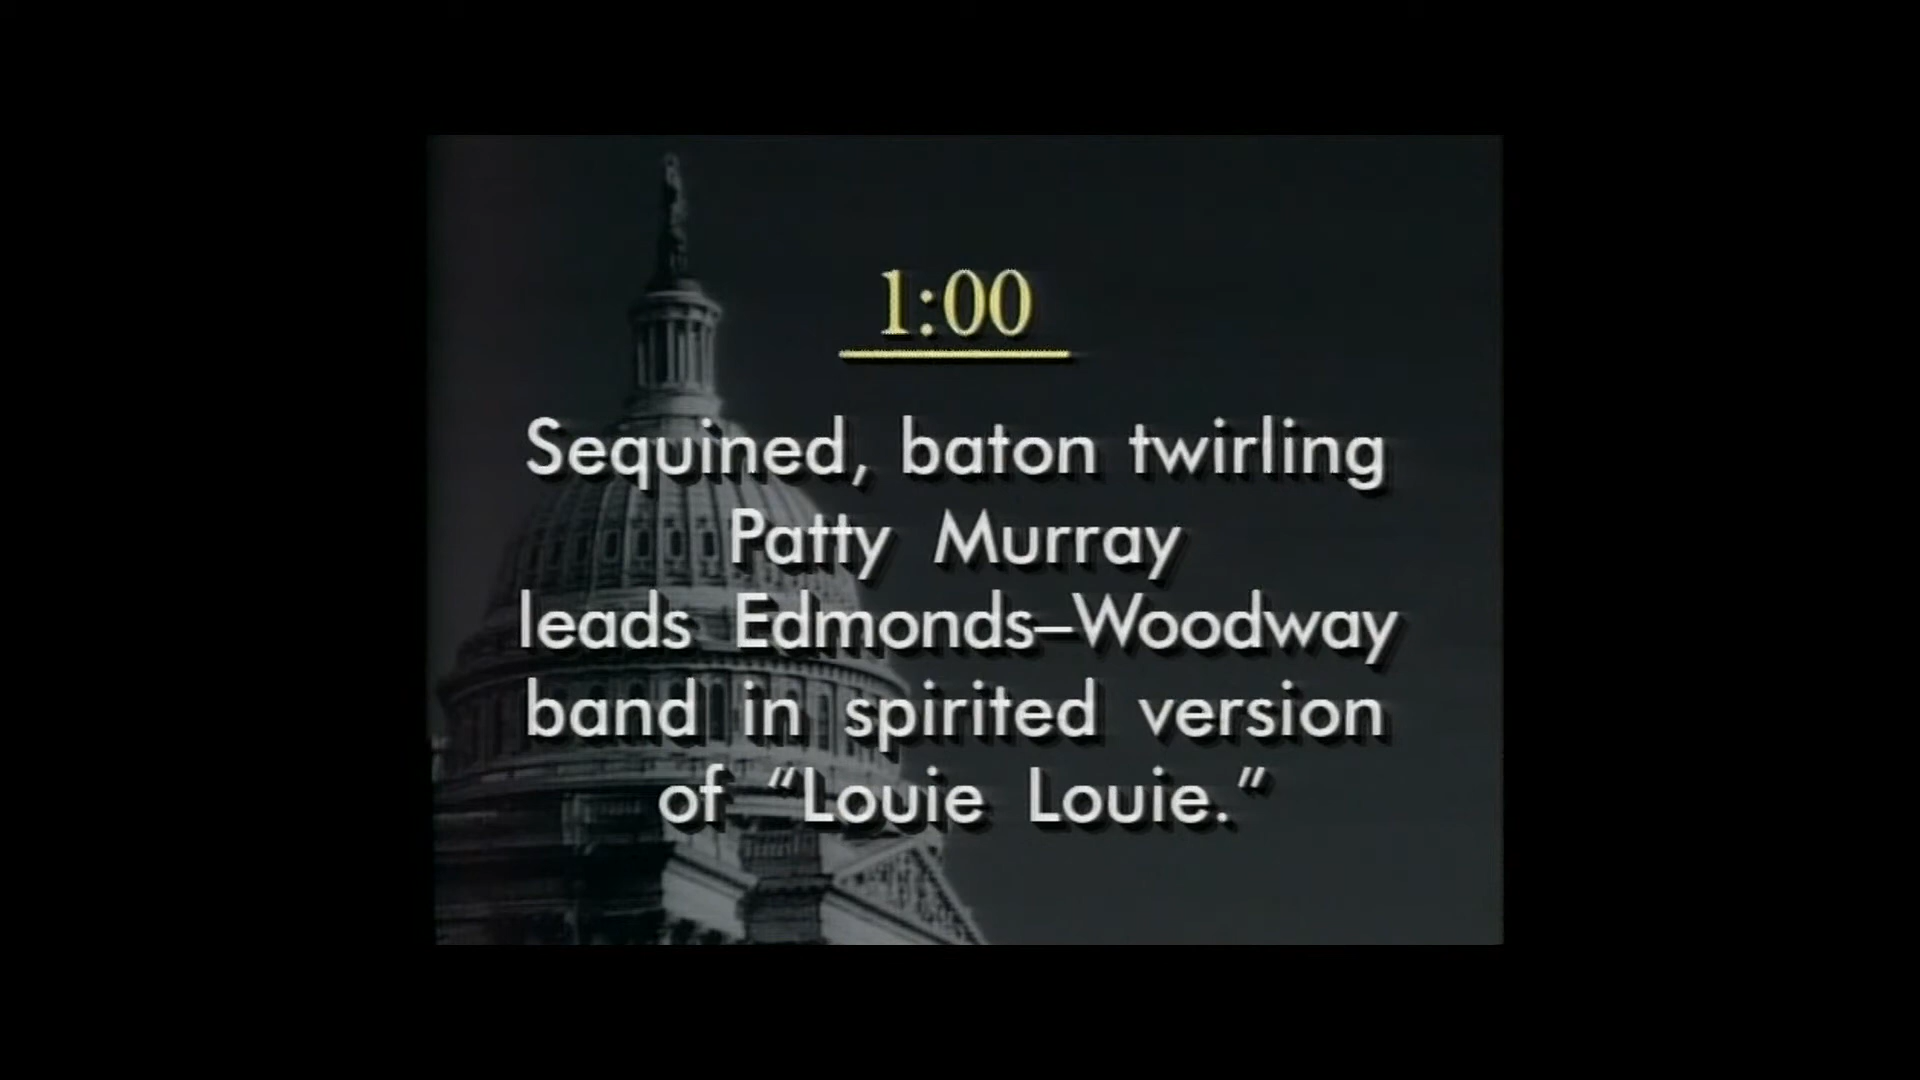 1:00
Sequined, baton twirling
Patty Murray
leads Edmonds–Woodway
band in spirited version
of “Louie Louie.”